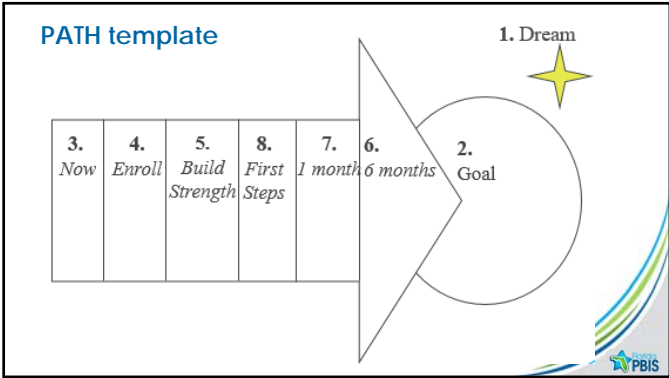 PATH template
1. Dream
3.
Now
4.
Enroll
5.
Build
Strength
8.
First
Steps
7.
1 month
6.
6 months
2.
Goal
Florida
PBIS